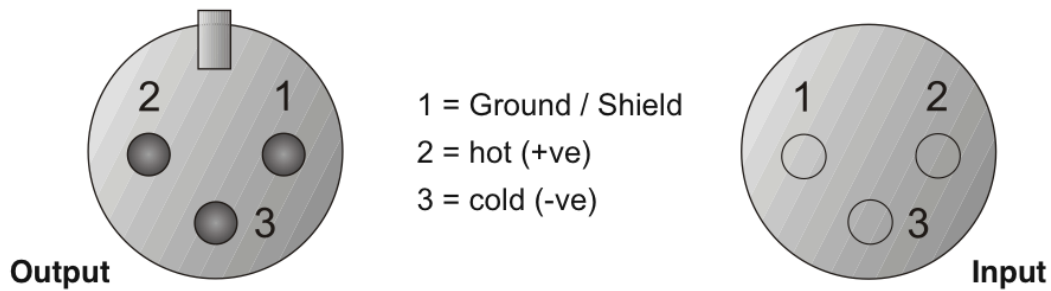 2 1
3
Output
1 = Ground / Shield
2 = hot (+ve)
3 = cold (-ve)
1 2
3
Input